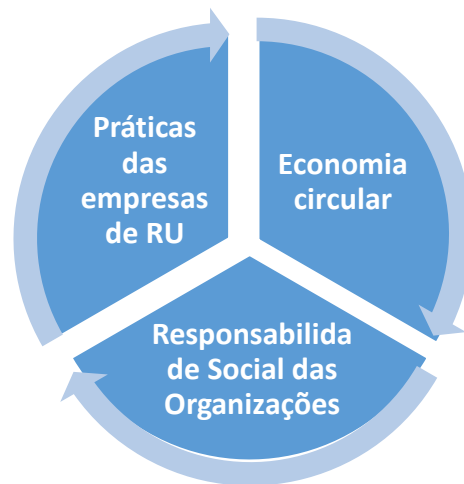 Práticas
das
empresas
de RU
Economia
circular
Responsabilida
de Social das
Organizações